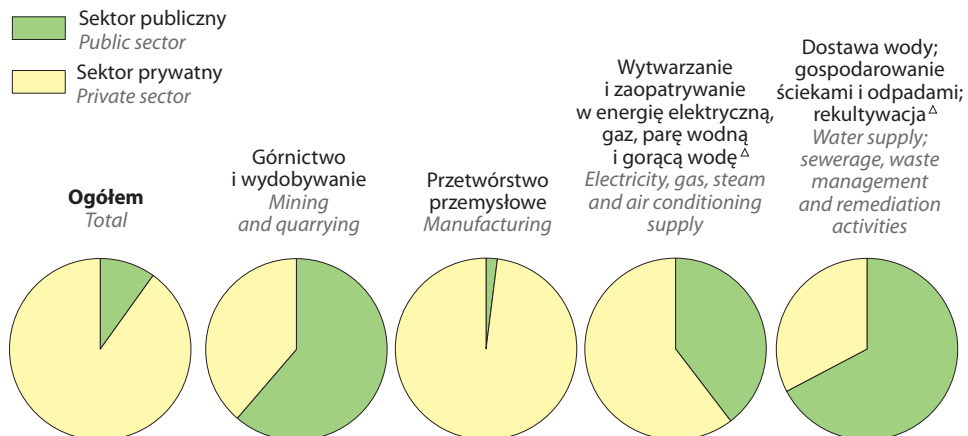 Sektor publiczny
Public sector
Sektor prywatny
Private sector
Ogółem
Total
Górnictwo
i wydobywanie
Mining
and quarrying
Przetwórstwo
przemysłowe
Manufacturing
Wytwarzanie
i zaopatrywanie
w energię elektryczną,
gaz, parę wodną
i gorącą wodę Δ
Electricity, gas, steam
and air conditioning
supply
Dostawa wody;
gospodarowanie
ściekami i odpadami;
rekultywacja Δ
Water supply;
sewerage, waste
management
and remediation
activities